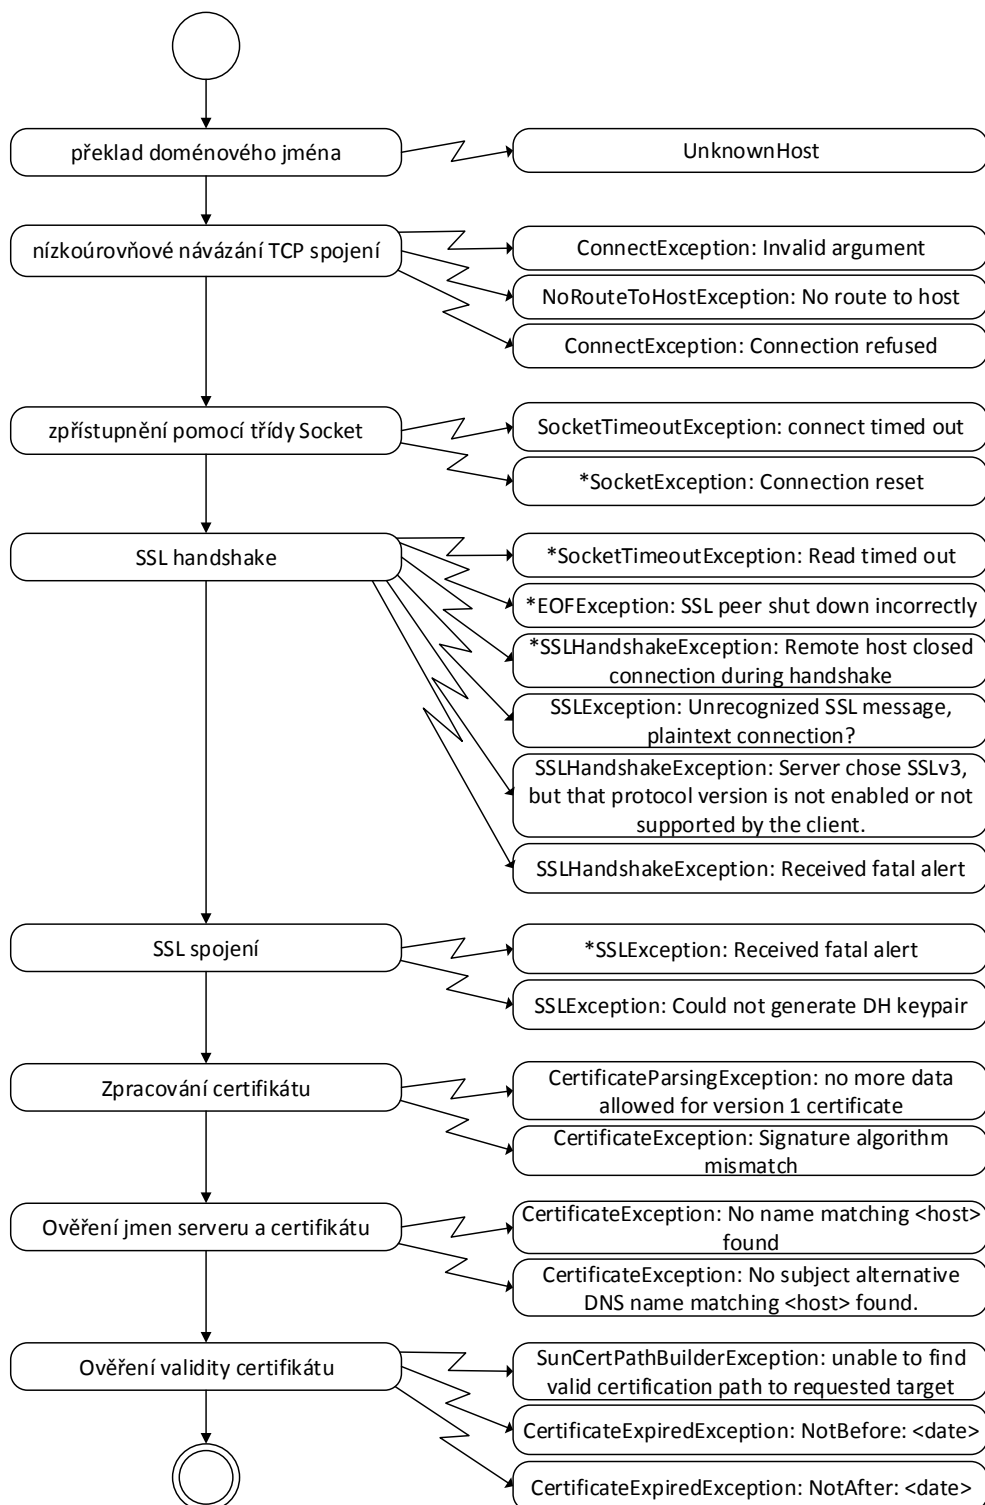 překlad doménového jména
UnknownHost
nízkoúrovňové návázání TCP spojení
ConnectException: Invalid argument
NoRouteToHostException: No route to host
ConnectException: Connection refused
zpřístupnění pomocí třídy Socket
SocketTimeoutException: connect timed out
*SocketException: Connection reset
SSL handshake
*SocketTimeoutException: Read timed out
*EOFException: SSL peer shut down incorrectly
*SSLHandshakeException: Remote host closed
connection during handshake
SSLException: Unrecognized SSL message,
plaintext connection?
SSLHandshakeException: Server chose SSLv3,
but that protocol version is not enabled or not
supported by the client.
SSLHandshakeException: Received fatal alert
SSL spojení
*SSLException: Received fatal alert
SSLException: Could not generate DH keypair
Zpracování certifikátu
CertificateParsingException: no more data
allowed for version 1 certificate
CertificateException: Signature algorithm
mismatch
Ověření jmen serveru a certifikátu
CertificateException: No name matching <host>
found
CertificateException: No subject alternative
DNS name matching <host> found.
Ověření validity certifikátu
SunCertPathBuilderException: unable to find
valid certification path to requested target
CertificateExpiredException: NotBefore: <date>
CertificateExpiredException: NotAfter: <date>